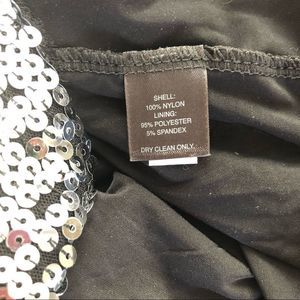 SHELL:
100% NYLON
LINING:
95% POLYESTER
5% SPANDEX
DRY CLEAN ONLY